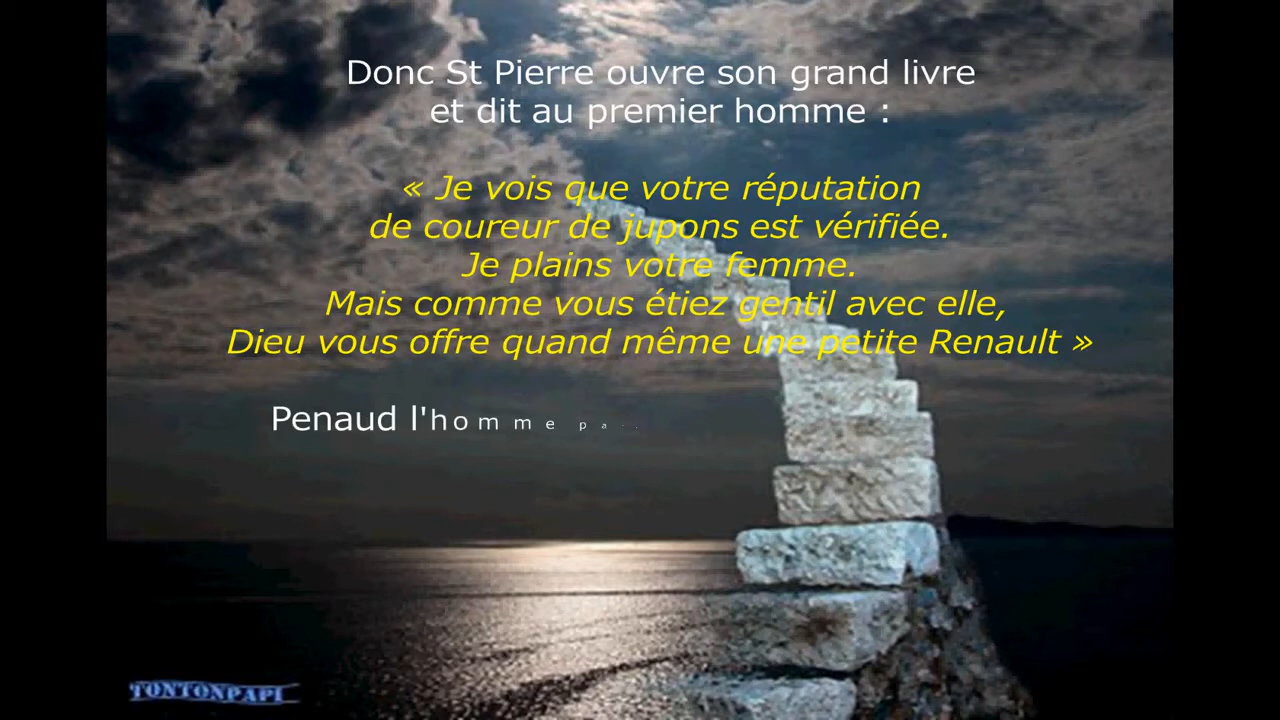 Donc St Pierre ouvre son grand livre
et dit au premier homme :
« Je vois que votre réputation
de coureur de jupons est vérifiée.
Je plains votre femme.
Mais comme vous étiez gentil avec elle,
Dieu vous offre quand même une petite Renault »
Penaud l'homme
TONTONPAPI